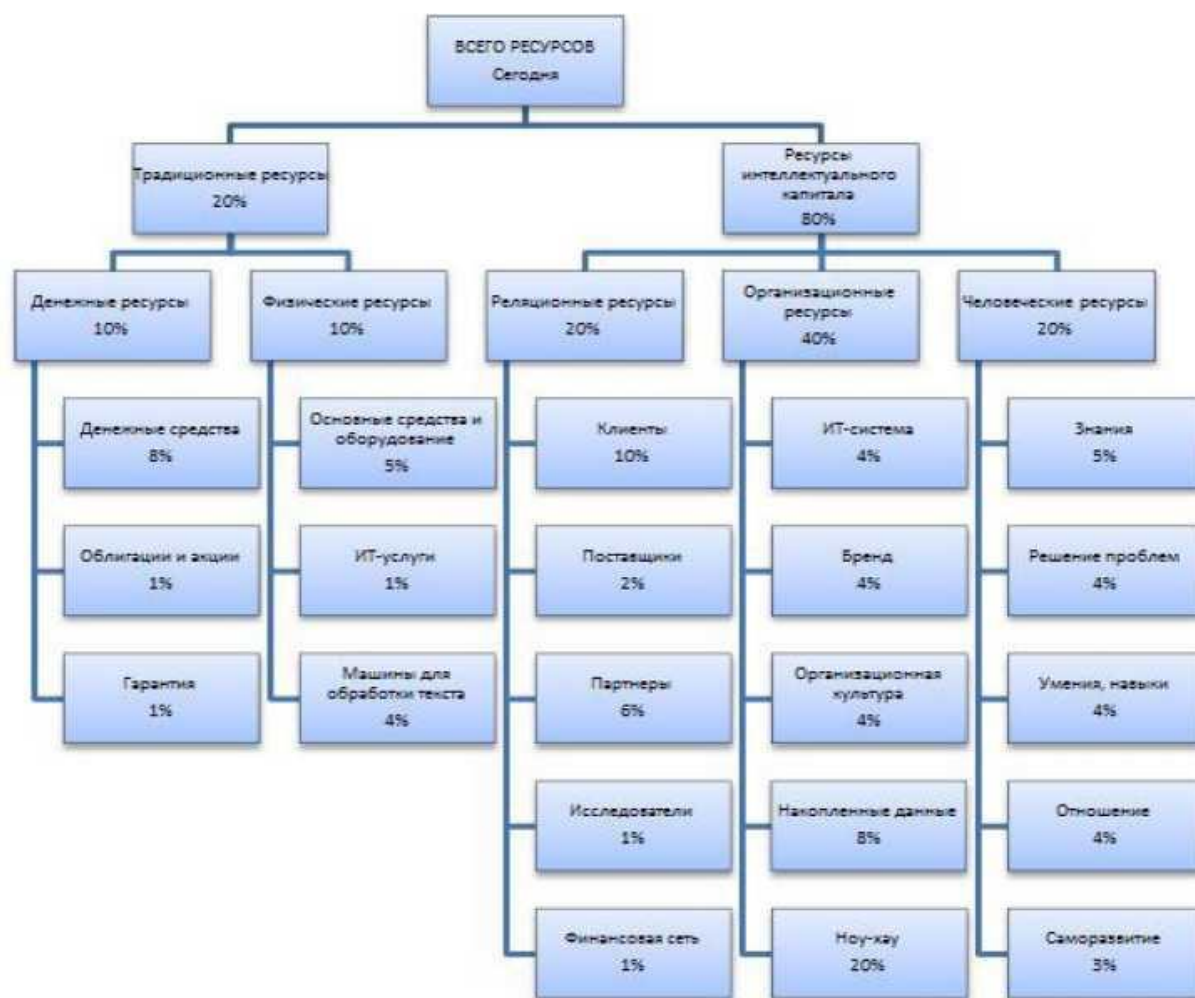 ВСЕГО РЕСУРСОВ
Сегодня
Традиционные ресурсы
20%
Ресурсы
интеллектуального
капитала
80%
Денежные ресурсы
10%
Физические ресурсы
10%
Реляционные ресурсы
20%
Организационные
ресурсы
40%
Человеческие ресурсы
20%
Денежные средства
8%
Основные средства и
оборудование
5%
Клиенты
10%
ИТ-система
4%
Знания
5%
Облигации и акции
1%
ИТ-услуги
1%
Поставщики
2%
Бренд
4%
Решение проблем
4%
Гарантия
1%
Машины для
обработки текста
4%
Партнеры
6%
Организационная
культура
4%
Умения, навыки
4%
Исследователи
1%
Накопленные данные
8%
Отношение
4%
Финансовая сеть
1%
Ноу-хау
20%
Саморазвитие
3%